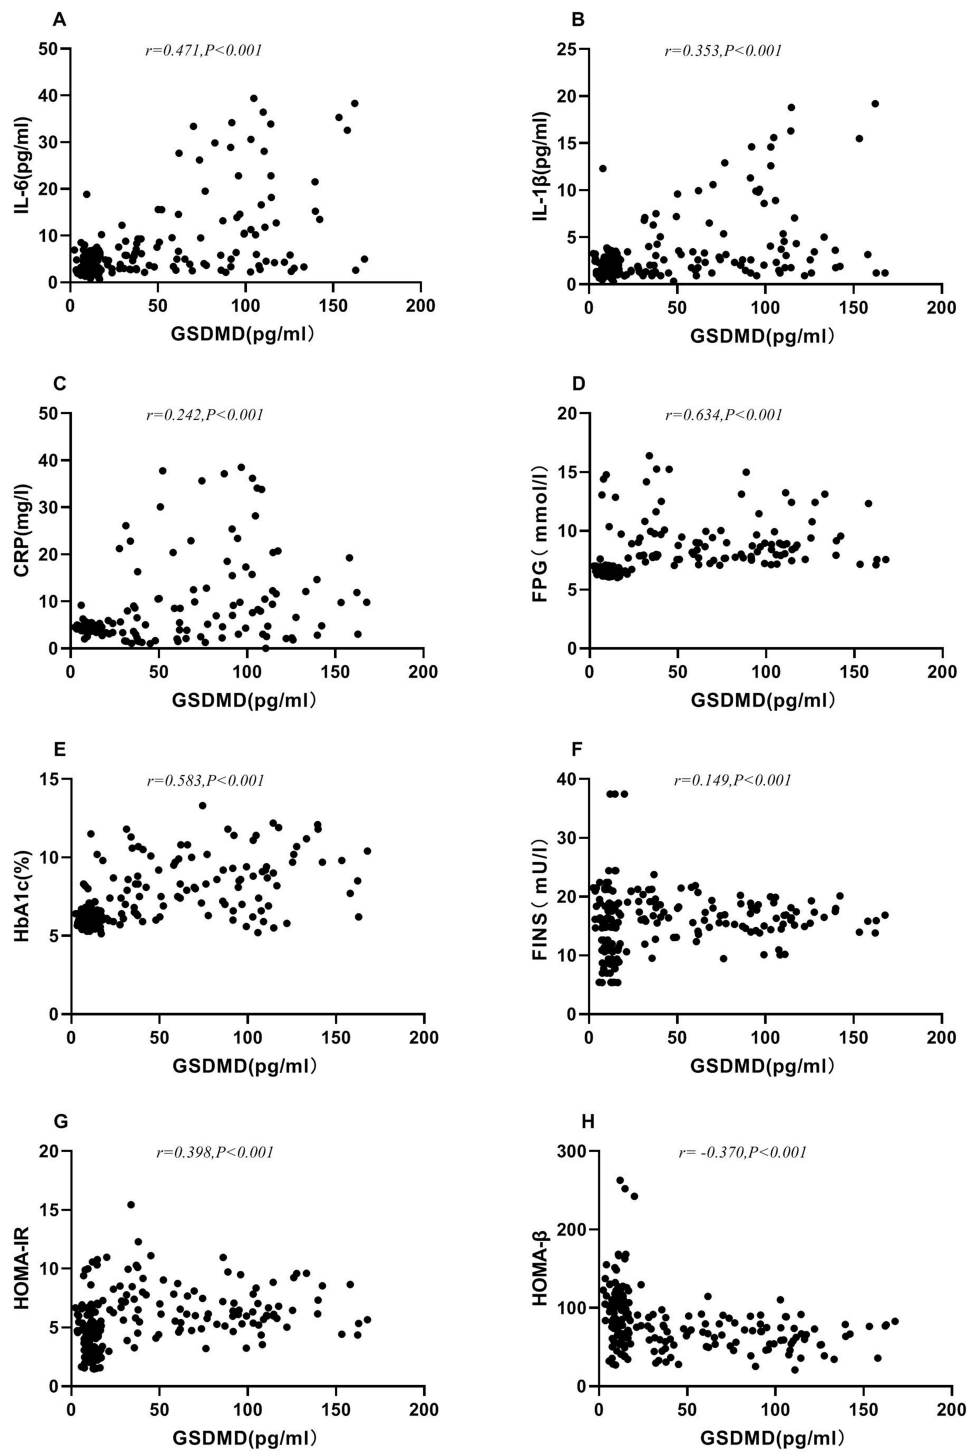 A
r=0.471,P<0.001
IL-6(pg/ml)
50
40
30
20
10
0
0 50 100 150 200
GSDMD(pg/ml）
B
r=0.353,P<0.001
IL-1β(pg/ml)
25
20
15
10
5
0
0 50 100 150 200
GSDMD(pg/ml）
C
r=0.242,P<0.001
CRP(mg/l)
50
40
30
20
10
0
0 50 100 150 200
GSDMD(pg/ml）
D
r=0.634,P<0.001
FPG（ mmol/l）
20
15
10
5
0
0 50 100 150 200
GSDMD(pg/ml）
E
r=0.583,P<0.001
HbA1c(%)
15
10
5
0
0 50 100 150 200
GSDMD(pg/ml）
F
r=0.149,P<0.001
FINS（ mU/l）
40
30
20
10
0
0 50 100 150 200
GSDMD(pg/ml）
G
r=0.398,P<0.001
HOMA-IR
20
15
10
5
0
0 50 100 150 200
GSDMD(pg/ml）
H
r= -0.370,P<0.001
HOMA-β
300
200
100
0
0 50 100 150 200
GSDMD(pg/ml）